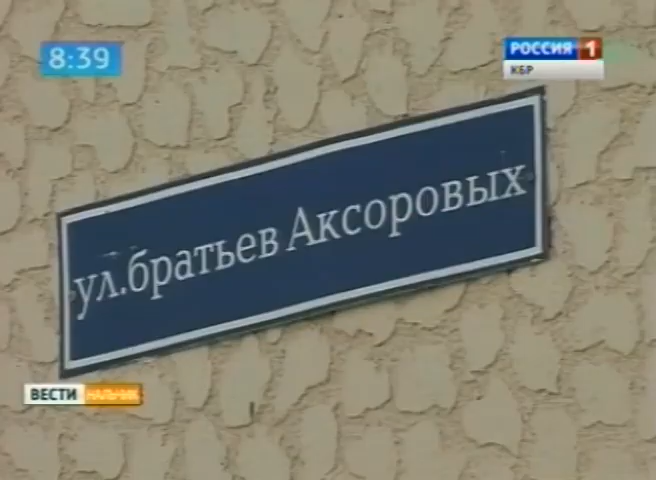 8:39
РОССИЯ 1
КБР
ул.братьев Аксоровых
ВЕСТИ НАЛЬЧИК